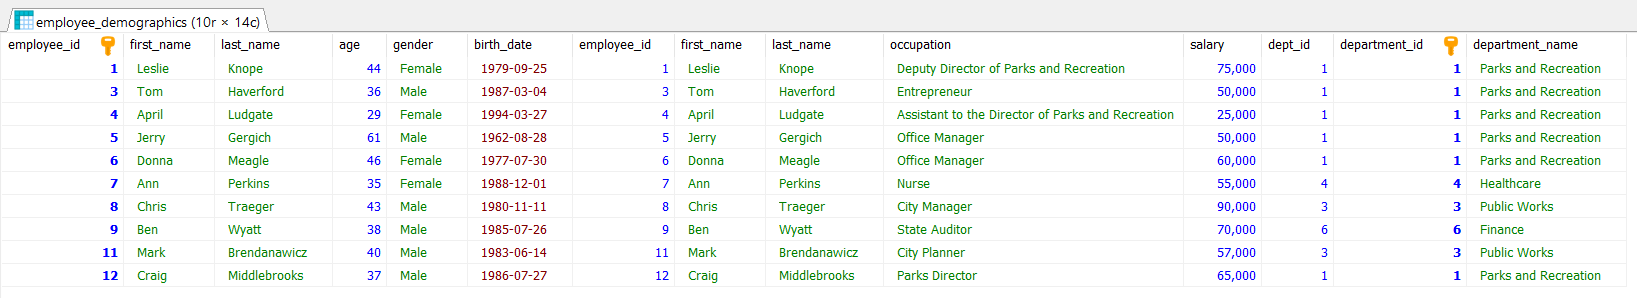 employee_demographics (10r × 14c)
employee_id first_name last_name age gender birth_date employee_id first_name last_name occupation salary dept_id department_id department_name
1 Leslie Knope 44 Female 1979-09-25 1 Leslie Knope Deputy Director of Parks and Recreation 75,000 1 1 Parks and Recreation
3 Tom Haverford 36 Male 1987-03-04 3 Tom Haverford Entrepreneur 50,000 1 1 Parks and Recreation
4 April Ludgate 29 Female 1994-03-27 4 April Ludgate Assistant to the Director of Parks and Recreation 25,000 1 1 Parks and Recreation
5 Jerry Gergich 61 Male 1962-08-28 5 Jerry Gergich Office Manager 50,000 1 1 Parks and Recreation
6 Donna Meagle 46 Female 1977-07-30 6 Donna Meagle Office Manager 60,000 1 1 Parks and Recreation
7 Ann Perkins 35 Female 1988-12-01 7 Ann Perkins Nurse 55,000 4 4 Healthcare
8 Chris Traeger 43 Male 1980-11-11 8 Chris Traeger City Manager 90,000 3 3 Public Works
9 Ben Wyatt 38 Male 1985-07-26 9 Ben Wyatt State Auditor 70,000 6 6 Finance
11 Mark Brendanawicz 40 Male 1983-06-14 11 Mark Brendanawicz City Planner 57,000 3 3 Public Works
12 Craig Middlebrooks 37 Male 1986-07-27 12 Craig Middlebrooks Parks Director 65,000 1 1 Parks and Recreation